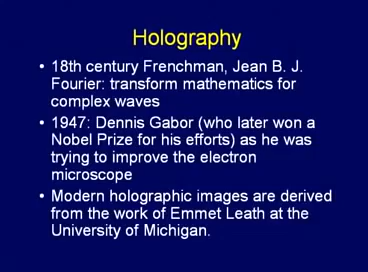 Holography
• 18th century Frenchman, Jean B. J.
Fourier: transform mathematics for
complex waves
• 1947: Dennis Gabor (who later won a
Nobel Prize for his efforts) as he was
trying to improve the electron
microscope
• Modern holographic images are derived
from the work of Emmet Leath at the
University of Michigan.